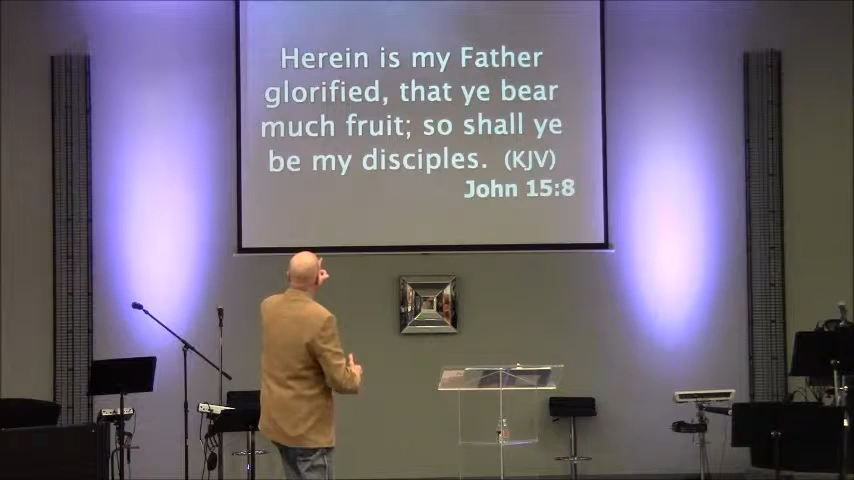 Herein is my Father
glorified, that ye bear
much fruit; so shall ye
be my disciples. (KJV)
John 15:8